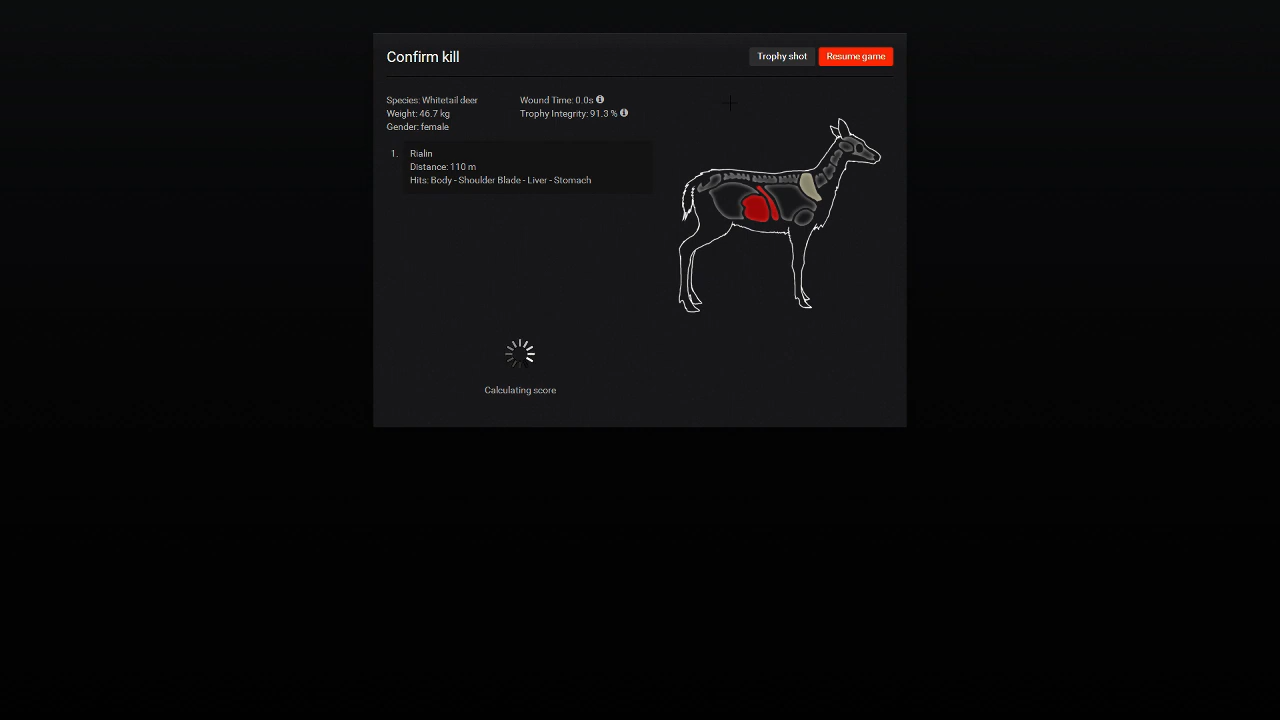 Confirm kill
Trophy shot
Resume game
Species: Whitetail deer
Weight: 46.7 kg
Gender: female
Wound Time: 0.0s
Trophy Integrity: 91.3 %
1. Rialin
Distance: 110 m
Hits: Body - Shoulder Blade - Liver - Stomach
Calculating score